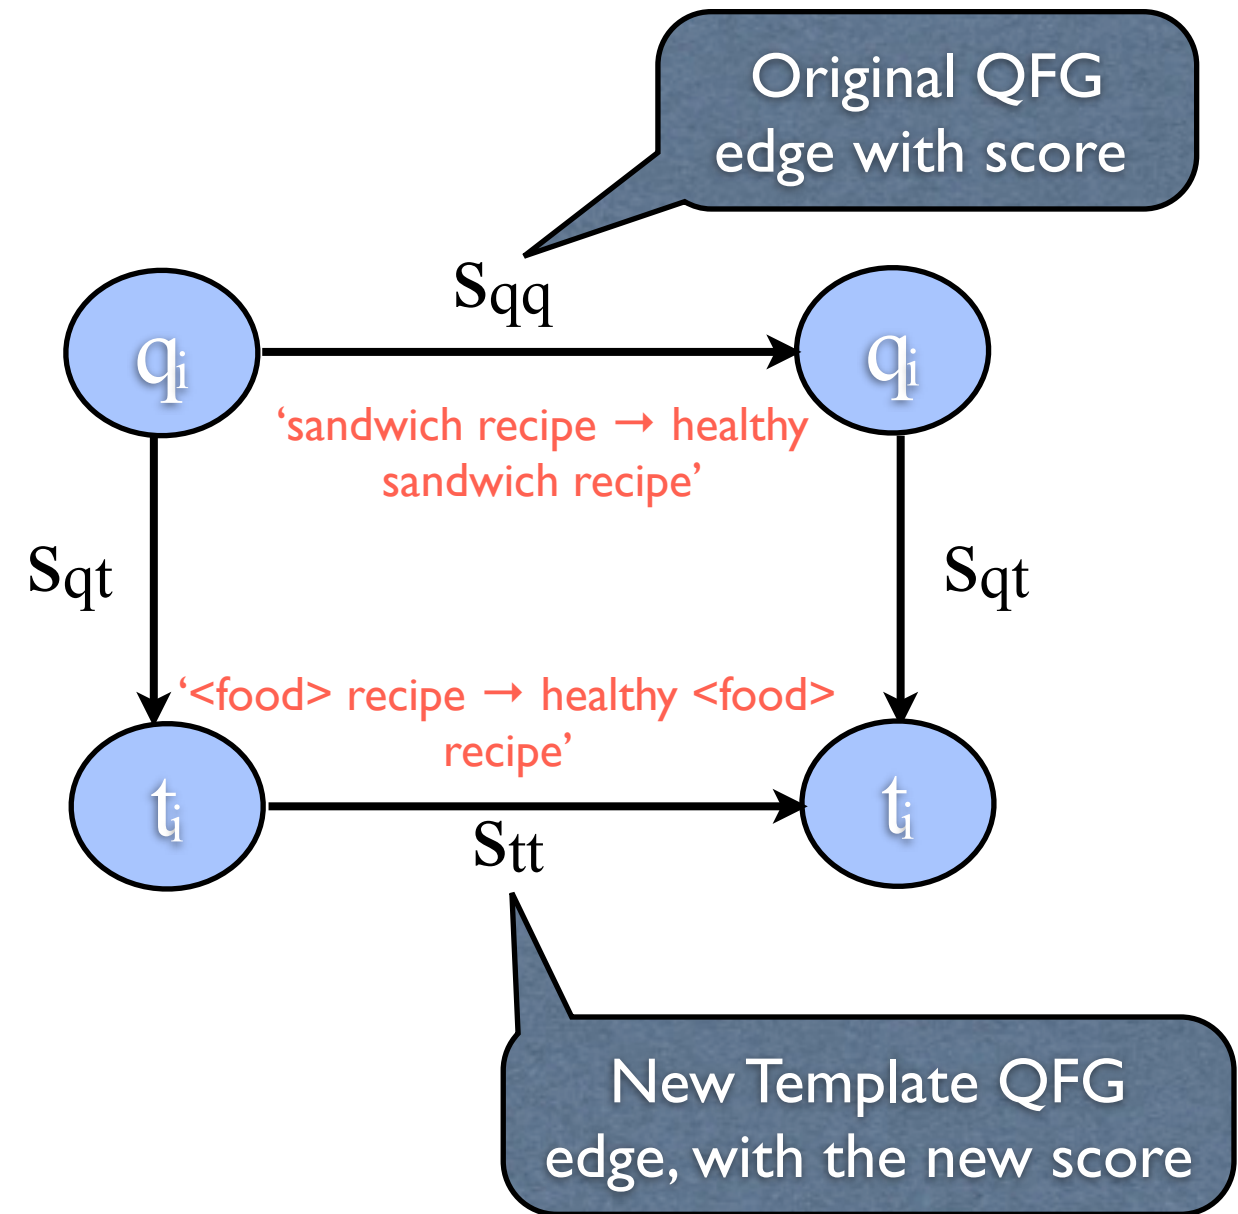 Original QFG
edge with score
sqq
qi
qi
‘sandwich recipe → healthy
sandwich recipe’
sqt
sqt
‘<food> recipe → healthy <food>
recipe’
ti
ti
stt
New Template QFG
edge, with the new score